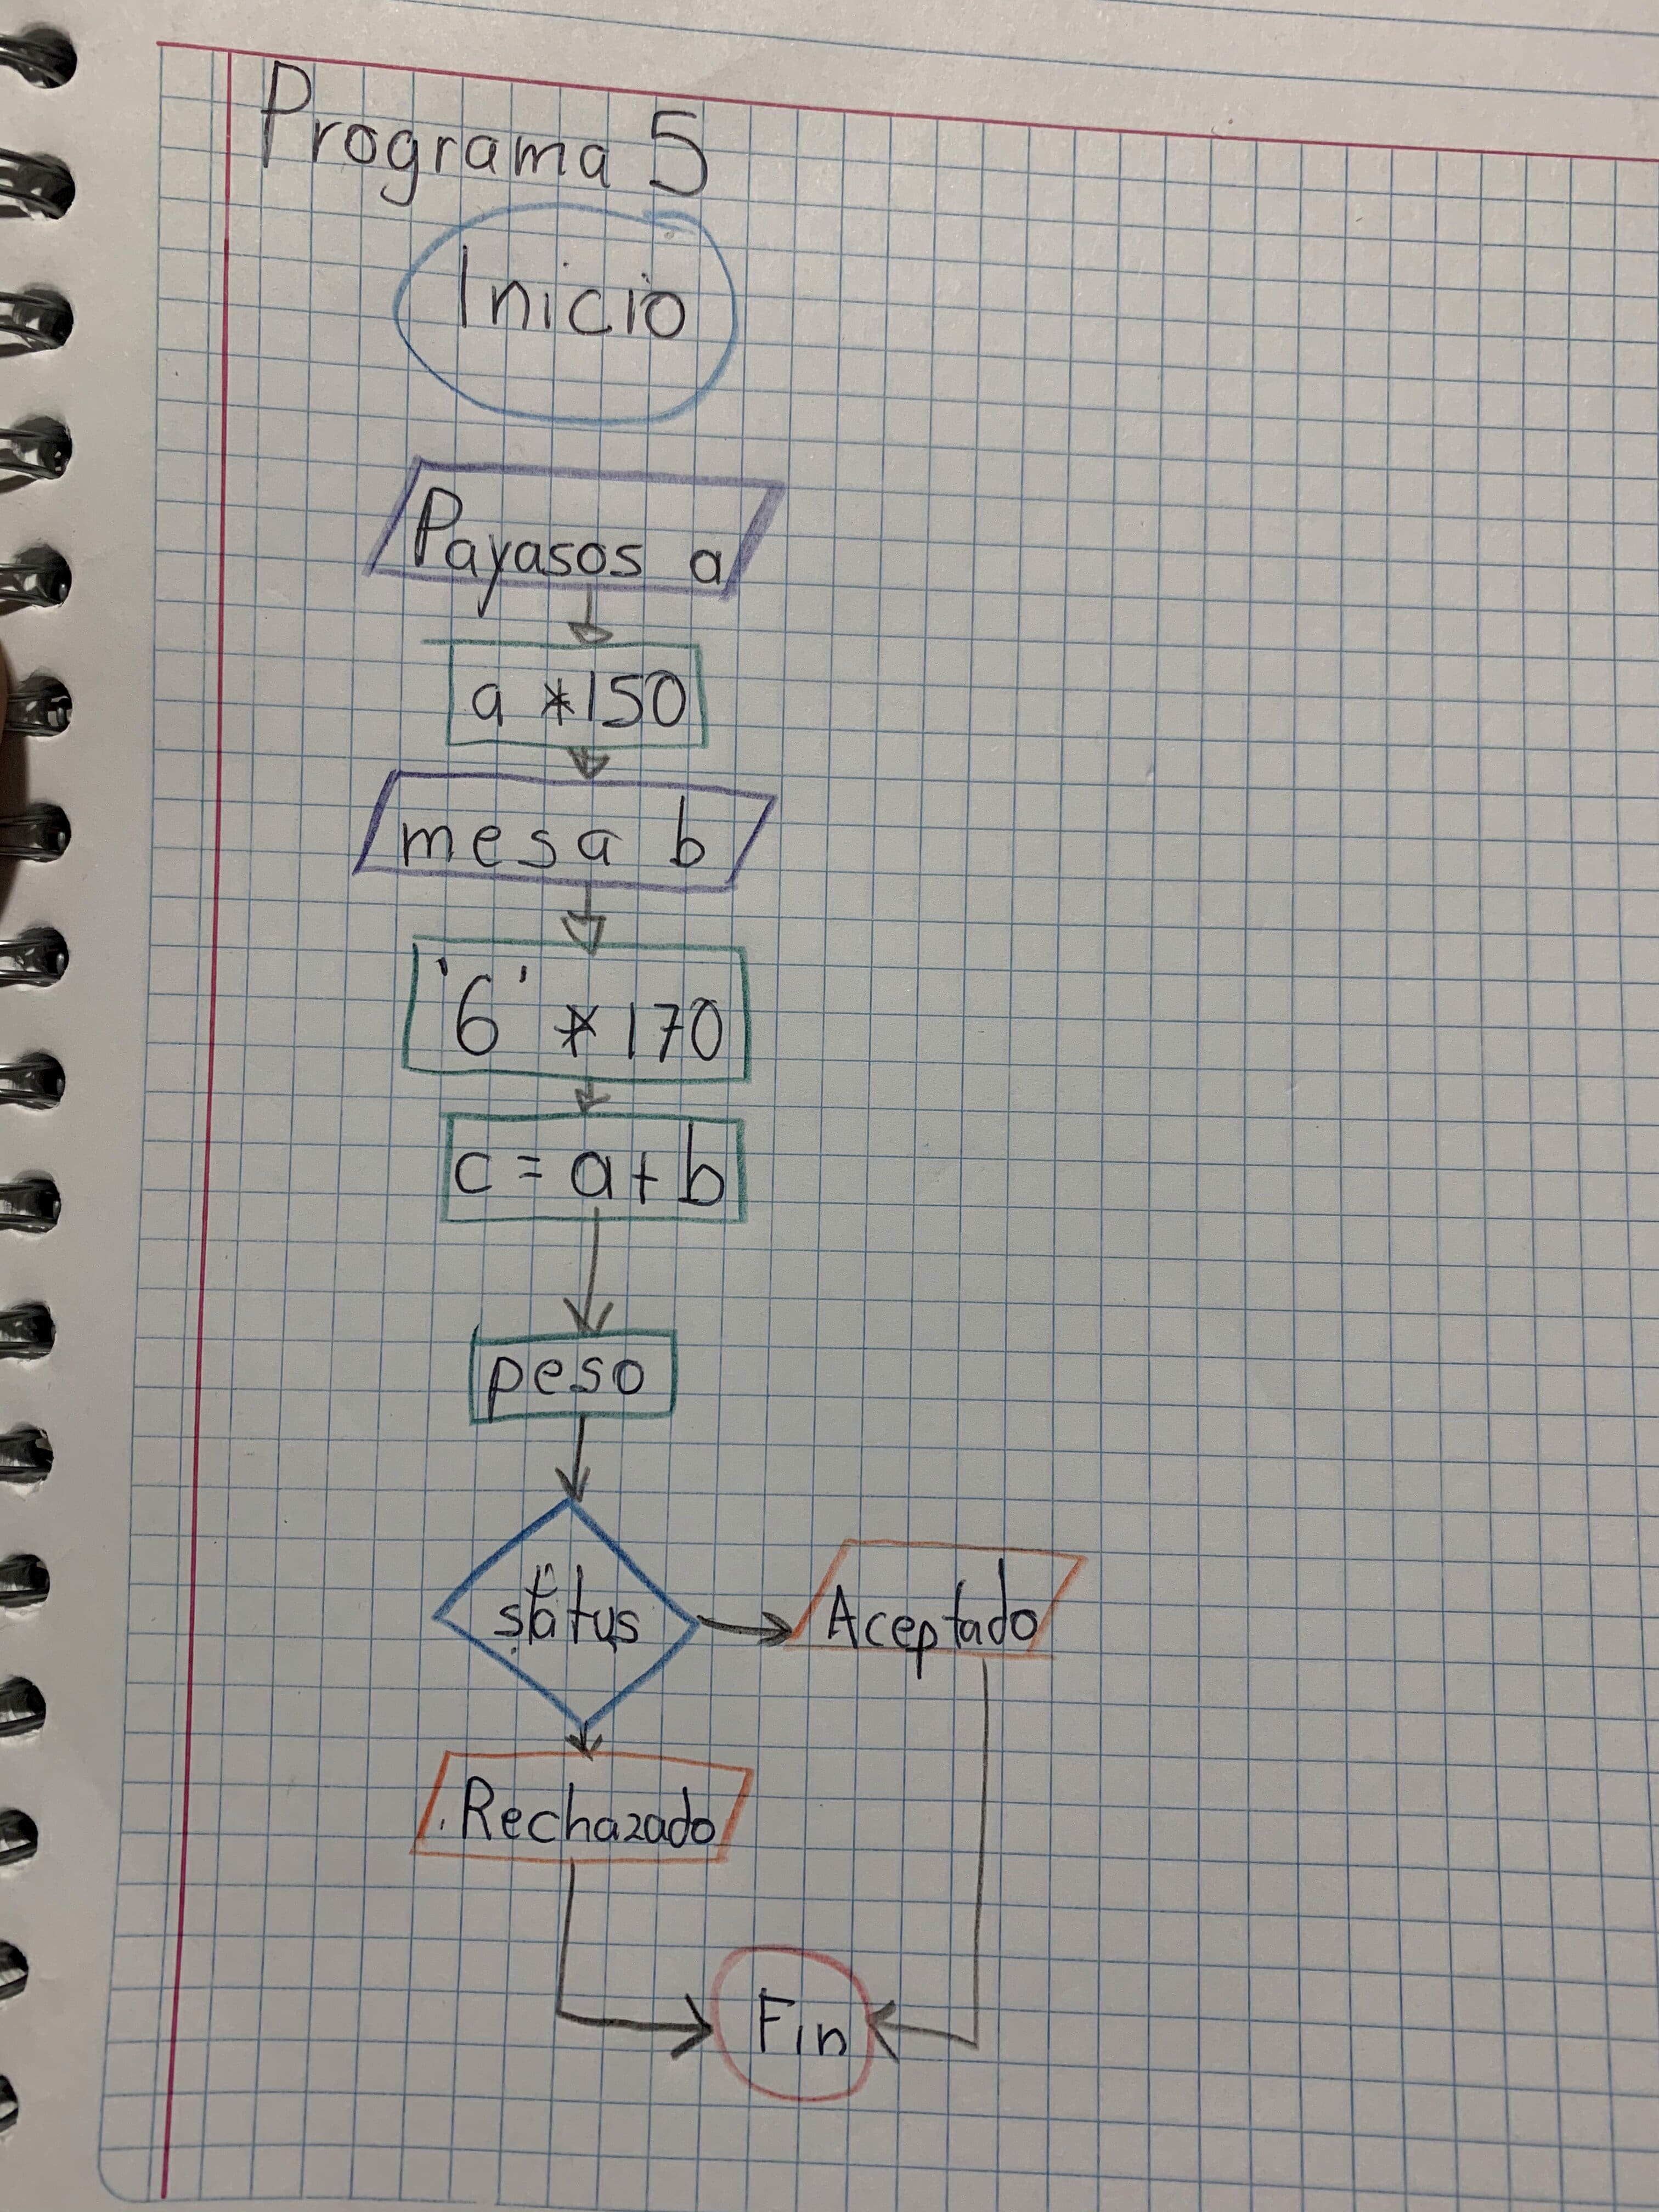 Programa 5
Inicio
Payasos a
a *150
mesa b
'6' * 170
c = a + b
peso
status
Aceptado
Rechazado
Fin